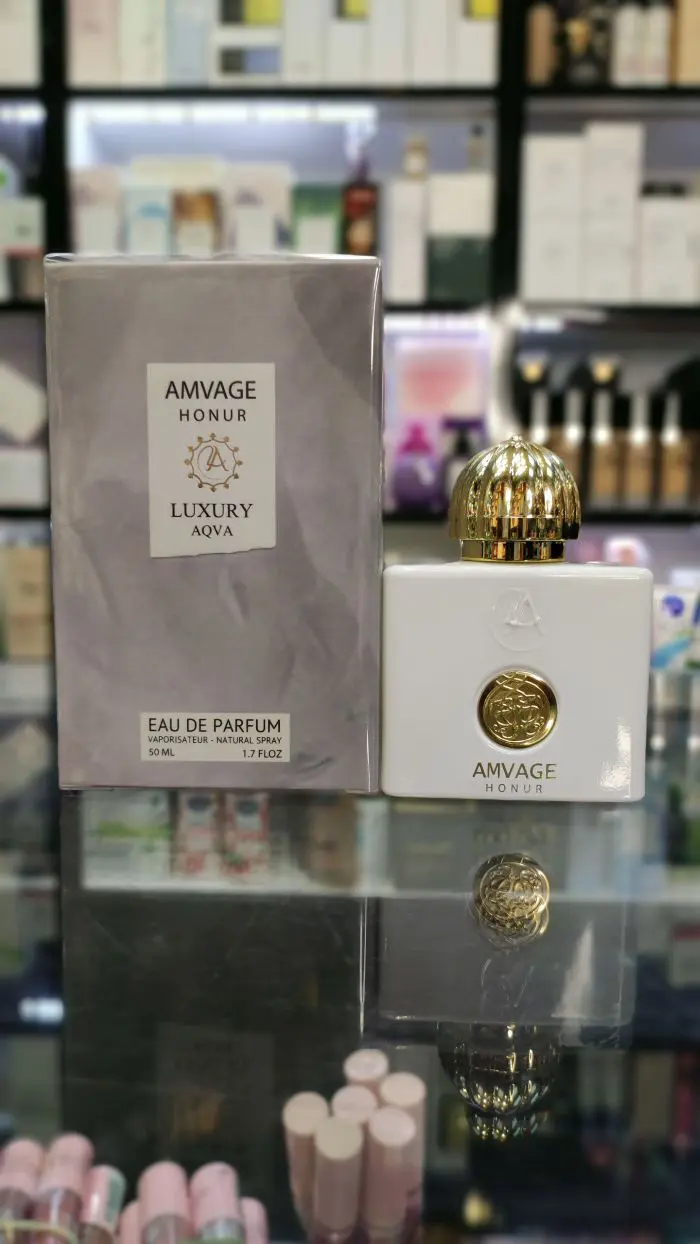 AMVAGE
HONUR
LUXURY
AQVA
EAU DE PARFUM
VAPORISATEUR - NATURAL SPRAY
50 ML 1.7 FLOZ
AMVAGE
HONUR